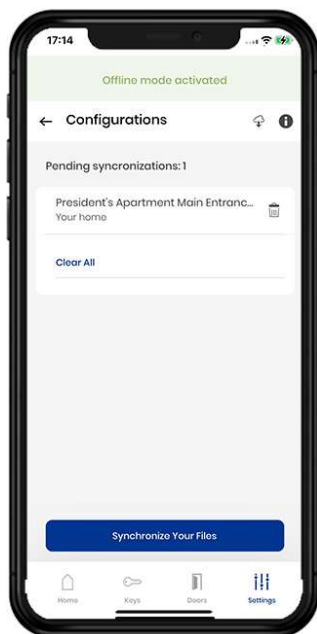 17:14
Offline mode activated
Configurations
Pending syncronizations: 1
President's Apartment Main Entranc...
Your home
Clear All
Synchronize Your Files
Home Keys Doors Settings